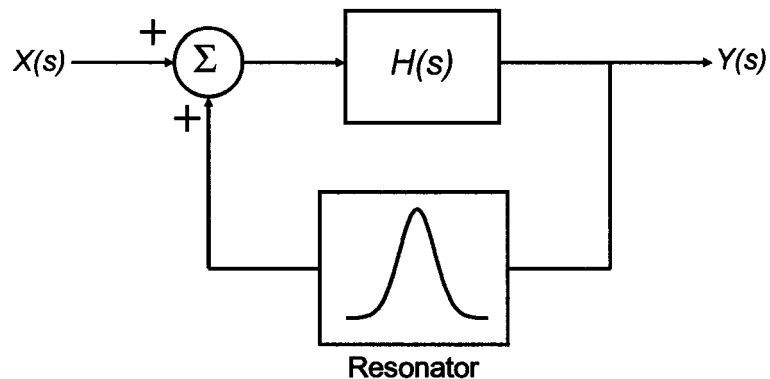 X(s)
+
Σ
+
H(s)
Y(s)
Resonator